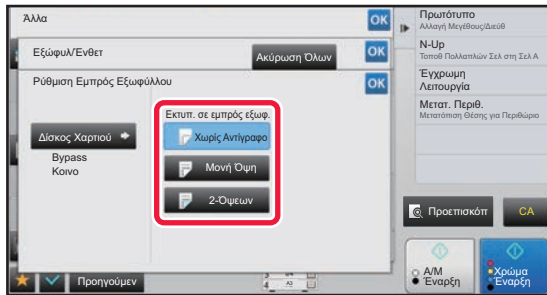 Άλλα
OK
Εξώφυλ/Ένθετ
Ακύρωση Όλων
OK
Ρύθμιση Εμπρός Εξωφύλλου
OK
Εκτυπ. σε εμπρός εξωφ.
Δίσκος Χαρτιού
Bypass
Κοινο
Χωρίς Αντίγραφο
Μονή Όψη
2-Όψεων
Προηγούμεν
A3
Πρωτότυπο
Αλλαγή Μεγέθους/Διεύθ
N-Up
Τοποθ Πολλαπλών Σελ στη Σελ Α
Έγχρωμη
Λειτουργία
Μετατ. Περιθ.
Μετατόπιση Θέσης για Περιθώριο
Προεπισκόπ
CA
Α/Μ
Έναρξη
Χρώμα
Έναρξη